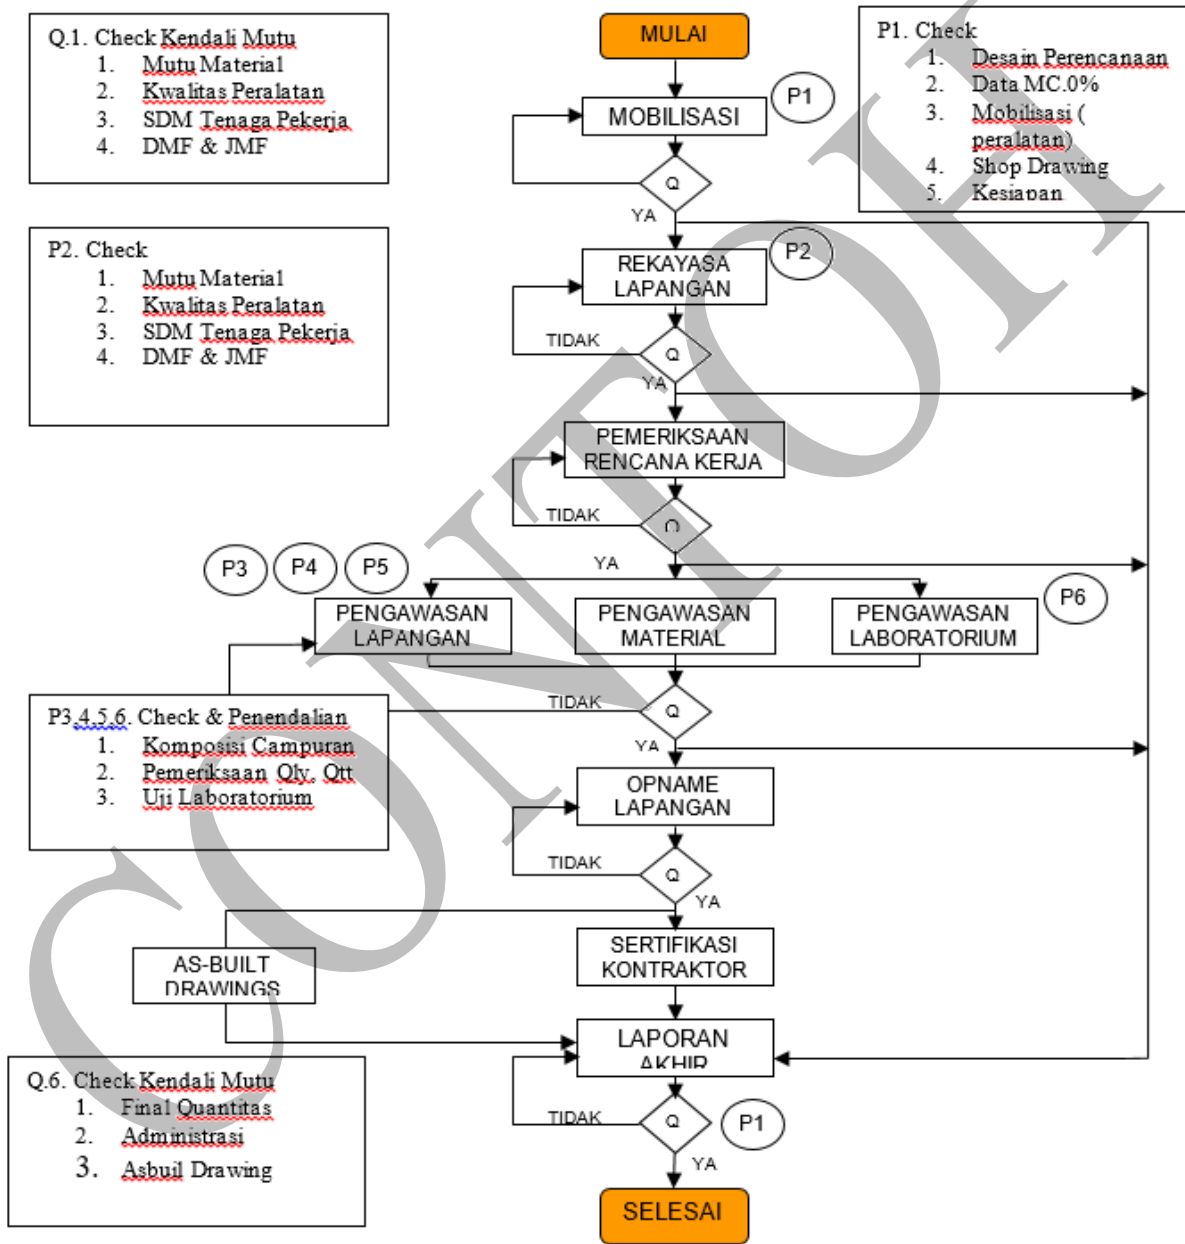 Q.1. Check Kendali Mutu
1. Mutu Material
2. Kwalitas Peralatan
3. SDM Tenaga Pekerja
4. DMF & JMF
MULAI
P1. Check
1. Desain Perencanaan
2. Data MC.0%
3. Mobilisasi (
peralatan)
4. Shop Drawing
5. Kesiapan
P1
MOBILISASI
Q
YA
P2. Check
1. Mutu Material
2. Kwalitas Peralatan
3. SDM Tenaga Pekerja
4. DMF & JMF
P2
REKAYASA
LAPANGAN
TIDAK
Q
YA
PEMERIKSAAN
RENCANA KERJA
TIDAK
Q
YA
P3
P4
P5
P6
PENGAWASAN
LAPANGAN
PENGAWASAN
MATERIAL
PENGAWASAN
LABORATORIUM
P3.4.5.6. Check & Penendalian
1. Komposisi Campuran
2. Pemeriksaan Qly. Qtt
3. Uji Laboratorium
TIDAK
Q
YA
OPNAME
LAPANGAN
TIDAK
Q
YA
AS-BUILT
DRAWINGS
SERTIFIKASI
KONTRAKTOR
LAPORAN
AKHIR
Q.6. Check Kendali Mutu
1. Final Quantitas
2. Administrasi
3. Asbuil Drawing
TIDAK
Q
P1
YA
SELESAI
CONTOH